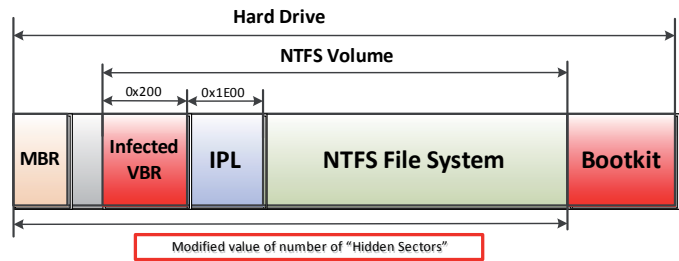 Hard Drive
NTFS Volume
0x200
0x1E00
MBR
Infected
VBR
IPL
NTFS File System
Bootkit
Modified value of number of “Hidden Sectors”